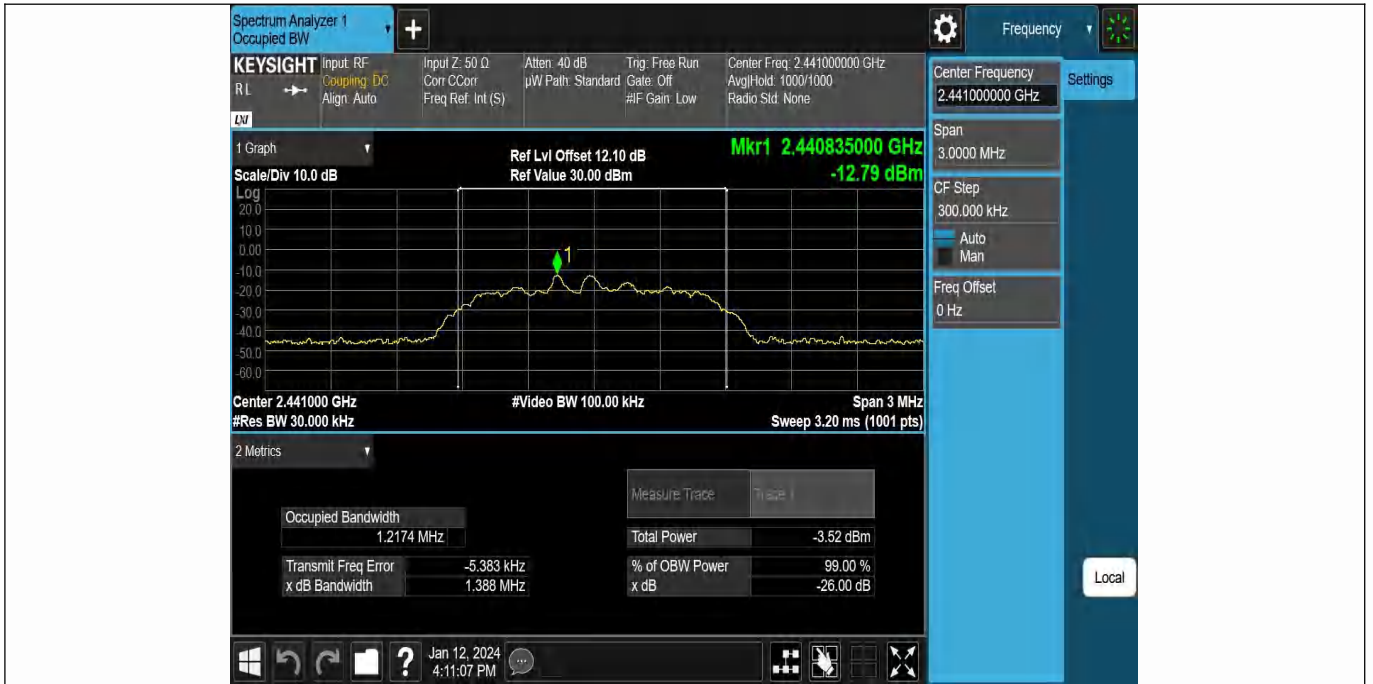 Spectrum Analyzer 1
Occupied BW
+
Frequency
KEYSIGHT
R L
LXI
Input: RF
Coupling: DC
Align: Auto
Input Z: 50 Ω
Corr CCorr
Freq Ref: Int (S)
Atten: 40 dB
µW Path: Standard
Trig: Free Run
Gate: Off
#IF Gain: Low
Center Freq: 2.441000000 GHz
Avg|Hold: 1000/1000
Radio Std: None
Center Frequency
2.441000000 GHz
Settings
Span
3.0000 MHz
CF Step
300.000 kHz
Auto
Man
Freq Offset
0 Hz
Local
1 Graph
Scale/Div 10.0 dB
Ref Lvl Offset 12.10 dB
Ref Value 30.00 dBm
Mkr1 2.440835000 GHz
-12.79 dBm
Log
20.0
10.0
0.00
-10.0
-20.0
-30.0
-40.0
-50.0
-60.0
1
Center 2.441000 GHz
#Video BW 100.00 kHz
Span 3 MHz
#Res BW 30.000 kHz
Sweep 3.20 ms (1001 pts)
2 Metrics
Measure Trace
Trace 1
Occupied Bandwidth
1.2174 MHz
Total Power
-3.52 dBm
Transmit Freq Error
-5.383 kHz
% of OBW Power
99.00 %
x dB Bandwidth
1.388 MHz
x dB
-26.00 dB
?
Jan 12, 2024
4:11:07 PM